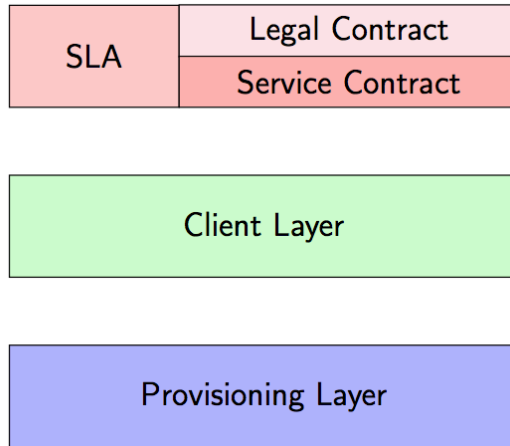 SLA
Legal Contract
Service Contract
Client Layer
Provisioning Layer